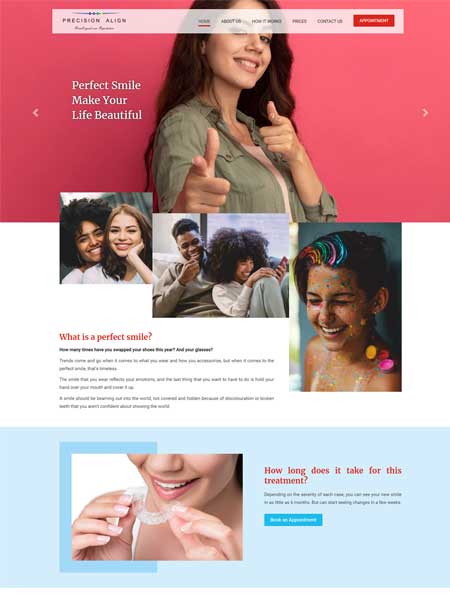 PRECISION ALIGN
HOME ABOUT US HOW IT WORKS PRICES CONTACT US APPOINTMENT
Perfect Smile
Make Your
Life Beautiful
What is a perfect smile?
How many times have you swapped your shoes this year? And your glasses?
Trends come and go when it comes to what you wear and how you accessorise, but when it comes to the
perfect smile, that's timeless.
The smile that you wear reflects your emotions, and the last thing that you want to have to do is hold your
hand over your mouth and cover it up.
A smile should be beaming out into the world, not covered and hidden because of discolouration or broken
teeth that you aren't confident about showing the world.
How long does it take for this
treatment?
Depending on the severity of each case, you can see your new smile
in as little as 6 months. But can start seeing changes in a few weeks.
Book an Appointment